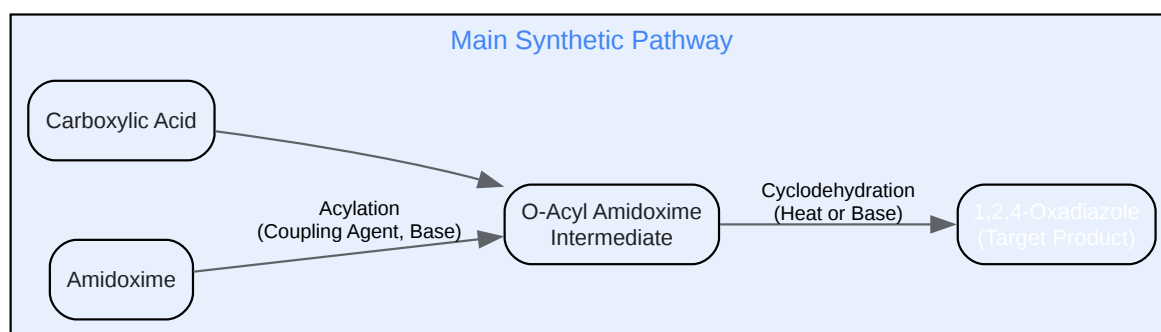 Main Synthetic Pathway
Carboxylic Acid
Acylation
(Coupling Agent, Base)
Amidoxime
O-Acyl Amidoxime
Intermediate
Cyclodehydration
(Heat or Base)
1,2,4-Oxadiazole
(Target Product)